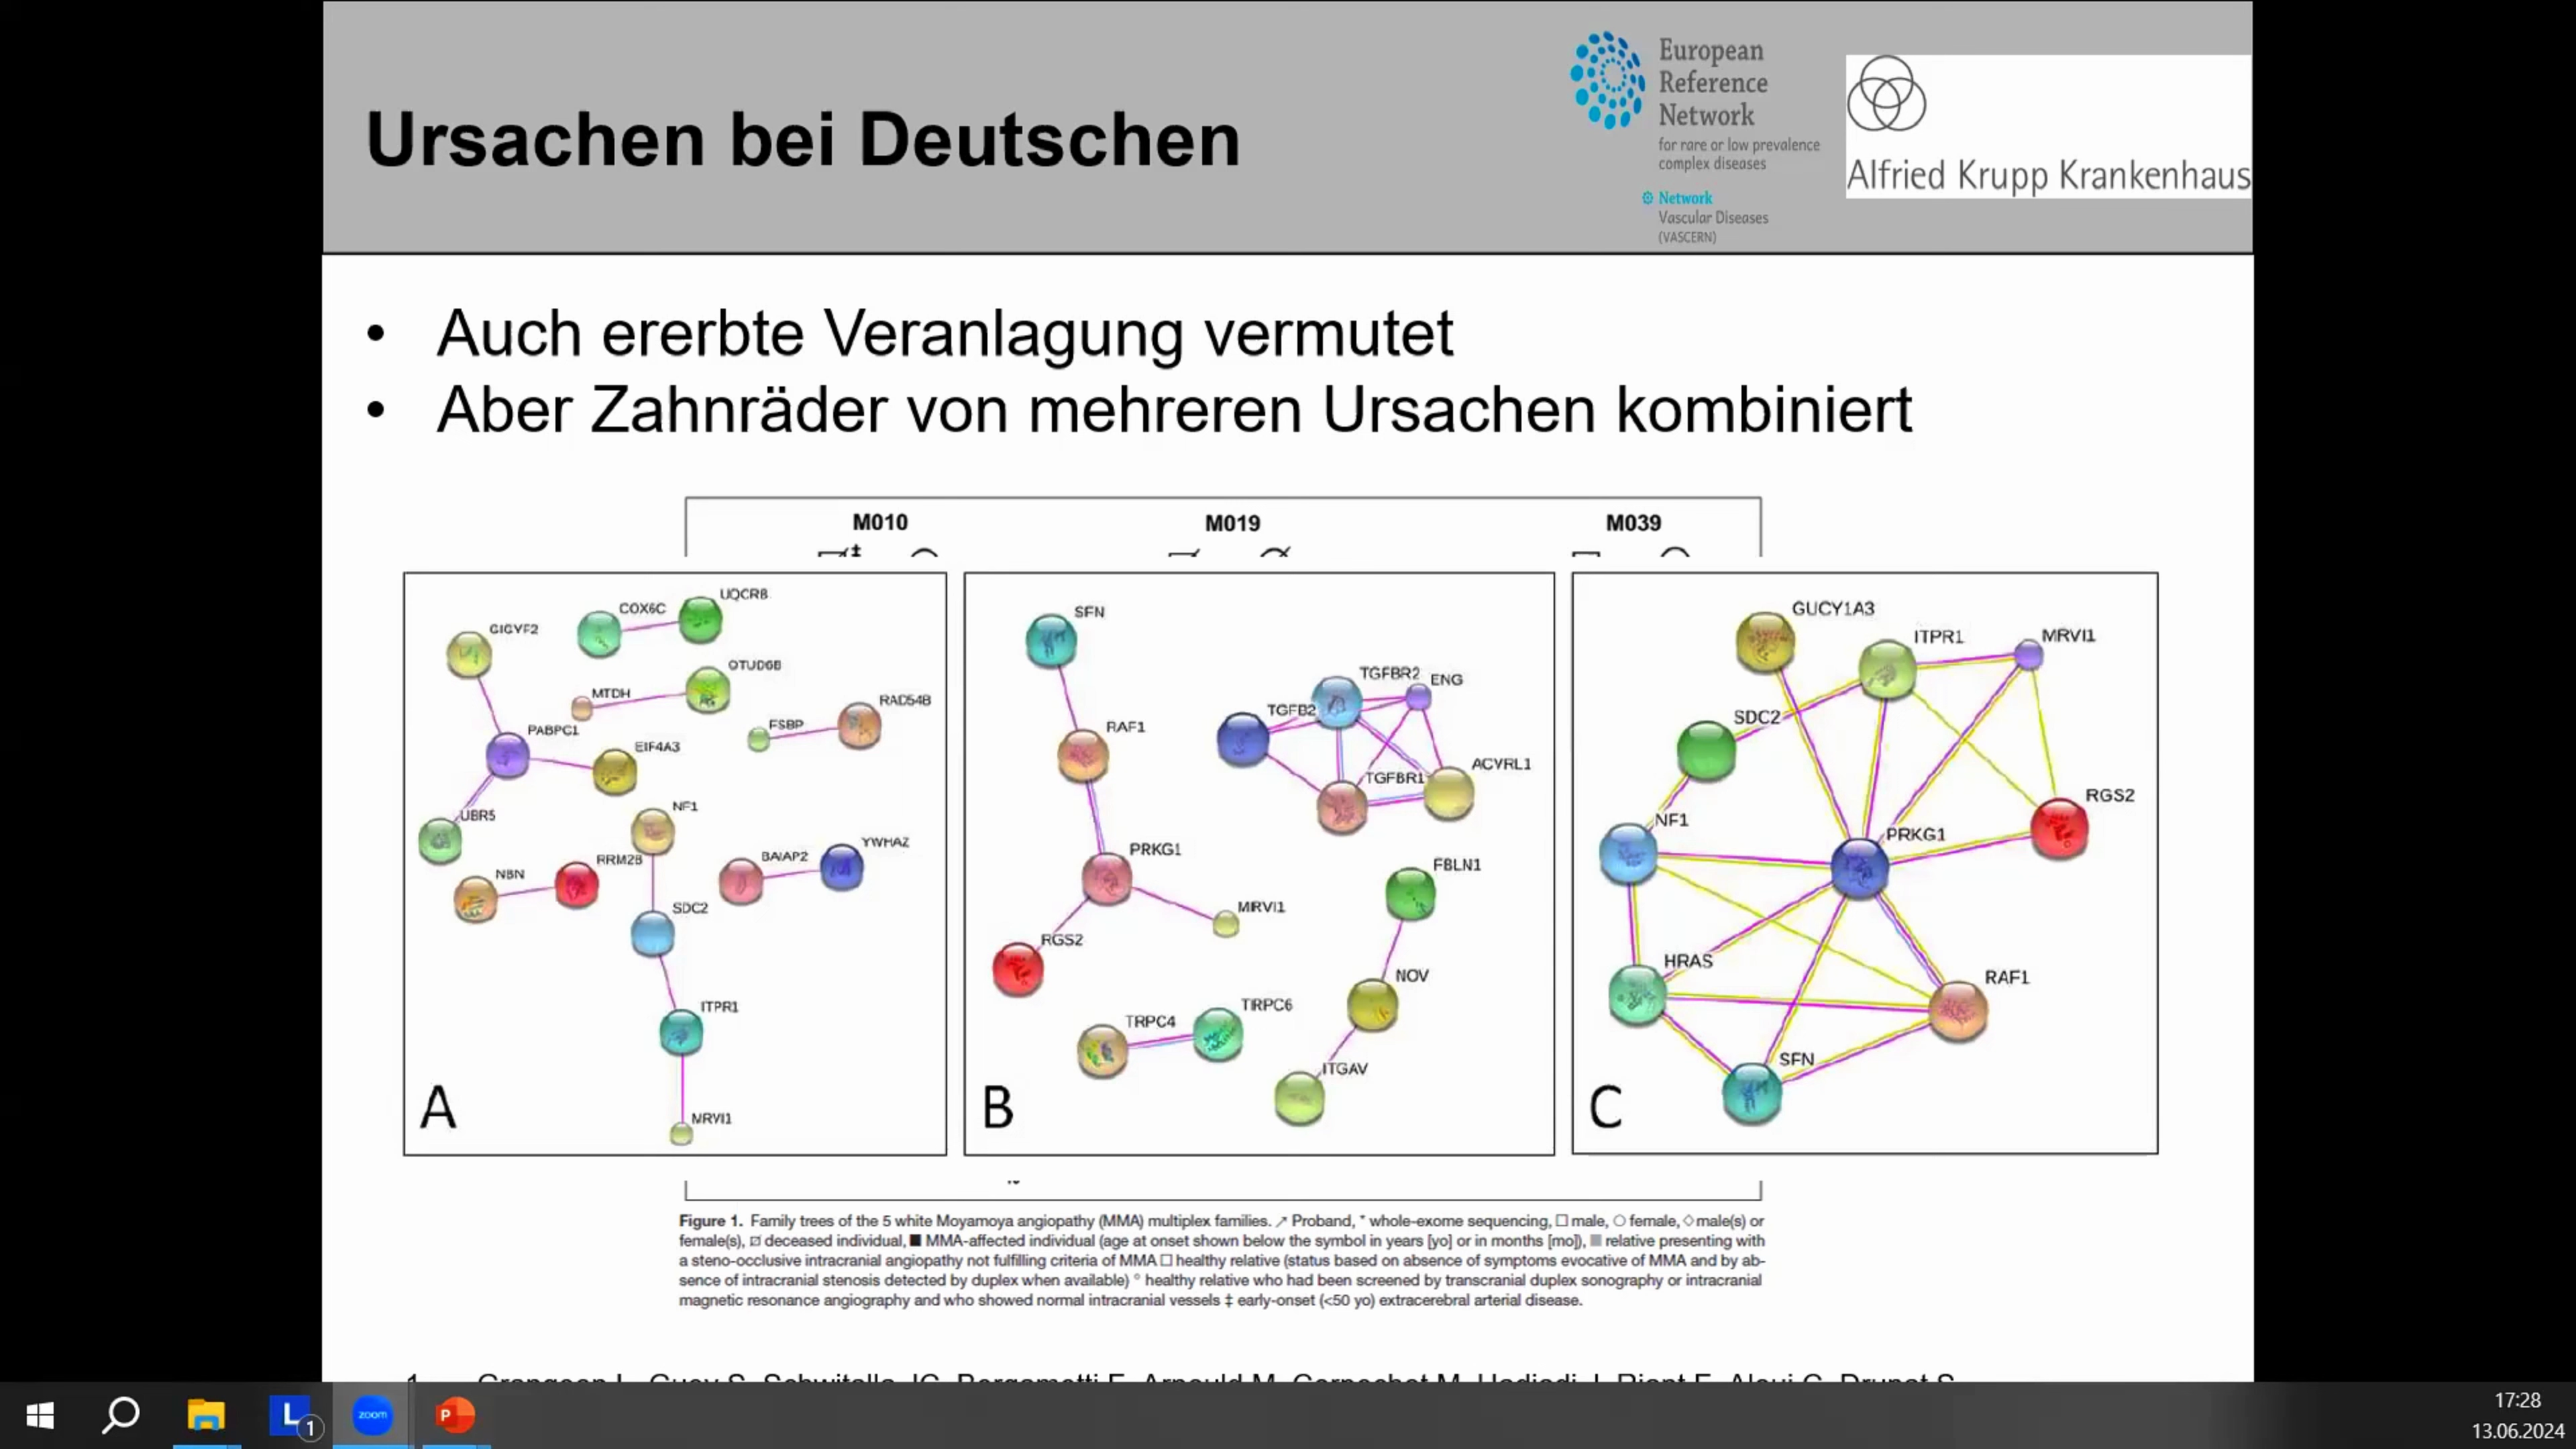 Ursachen bei Deutschen
European
Reference
Network
for rare or low prevalence
complex diseases
Network
Vascular Diseases
(VASCERN)
Alfried Krupp Krankenhaus
• Auch ererbte Veranlagung vermutet
• Aber Zahnräder von mehreren Ursachen kombiniert
M010 M019 M039
‡
GIGYF2
COX6C
UQCRB
MTDH
OTUD6B
FSBP
RAD54B
PABPC1
EIF4A3
UBR5
NF1
NBN
RRM2B
BAIAP2
YWHAZ
SDC2
ITPR1
MRVI1
A
SFN
RAF1
TGFBR2
ENG
TGFB2
TGFBR1
ACVRL1
PRKG1
MRVI1
RGS2
FBLN1
NOV
TRPC4
TRPC6
ITGAV
B
GUCY1A3
ITPR1
MRVI1
SDC2
RGS2
NF1
PRKG1
HRAS
RAF1
SFN
C
Figure 1. Family trees of the 5 white Moyamoya angiopathy (MMA) multiplex families. ↗ Proband, * whole-exome sequencing, □ male, ○ female, ◇ male(s) or
female(s), ⍁ deceased individual, ■ MMA-affected individual (age at onset shown below the symbol in years [yo] or in months [mo]), ■ relative presenting with
a steno-occlusive intracranial angiopathy not fulfilling criteria of MMA □ healthy relative (status based on absence of symptoms evocative of MMA and by ab-
sence of intracranial stenosis detected by duplex when available) ° healthy relative who had been screened by transcranial duplex sonography or intracranial
magnetic resonance angiography and who showed normal intracranial vessels ‡ early-onset (<50 yo) extracerebral arterial disease.
L 1
zoom
P
17:28
13.06.2024